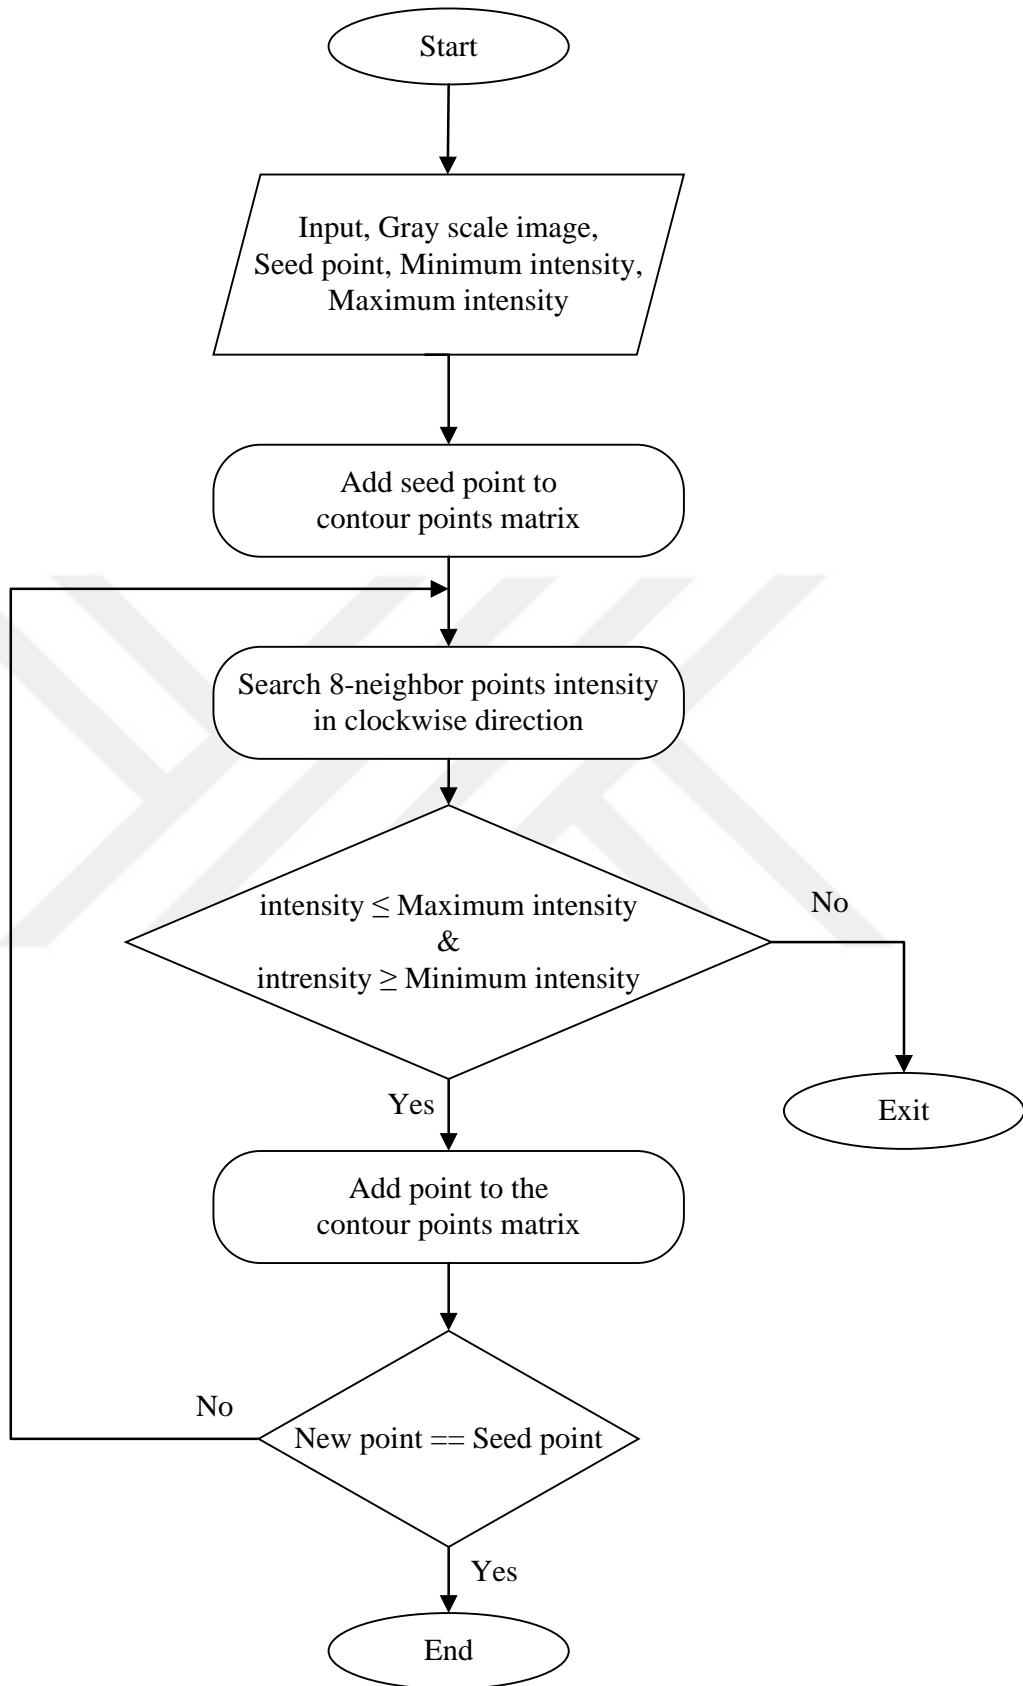 Start
Input, Gray scale image,
Seed point, Minimum intensity,
Maximum intensity
Add seed point to
contour points matrix
Search 8-neighbor points intensity
in clockwise direction
intensity ≤ Maximum intensity
&
intrensity ≥ Minimum intensity
No
Exit
Yes
Add point to the
contour points matrix
No
New point == Seed point
Yes
End